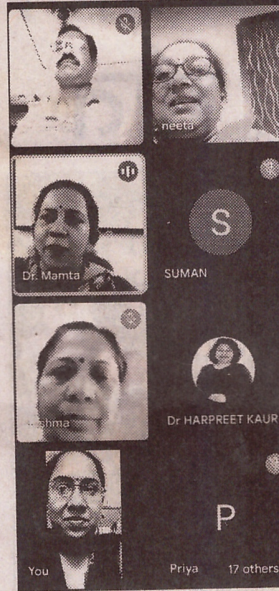 neeta
Dr. Mamta
S
SUMAN
Dr HARPREET KAUR
P
You
Priya
17 others